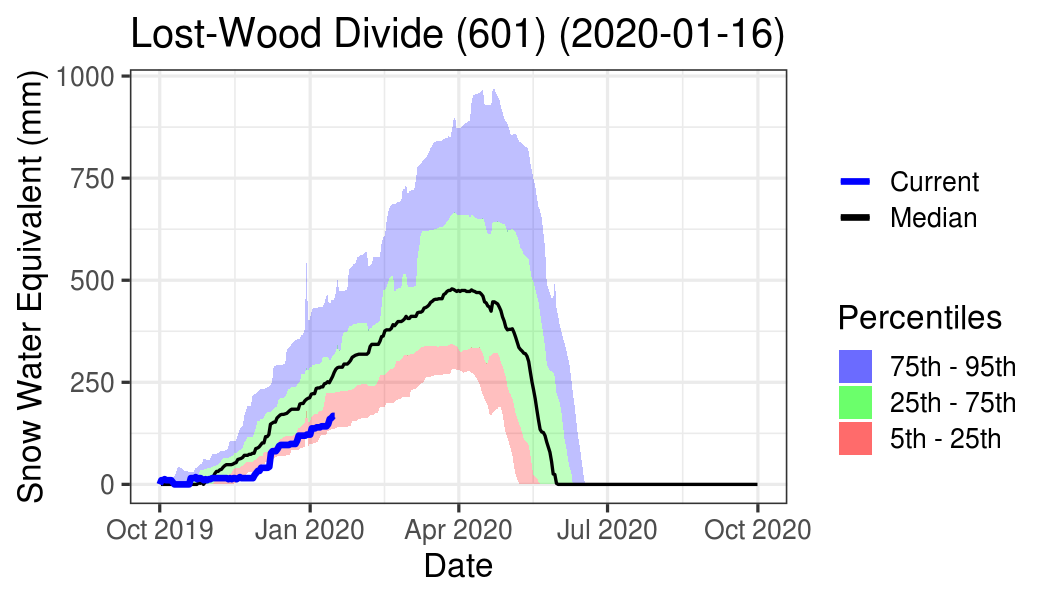 Lost-Wood Divide (601) (2020-01-16)
Snow Water Equivalent (mm)
1000
750
500
250
0
Oct 2019
Jan 2020
Apr 2020
Jul 2020
Oct 2020
Date
Current
Median
Percentiles
75th - 95th
25th - 75th
5th - 25th